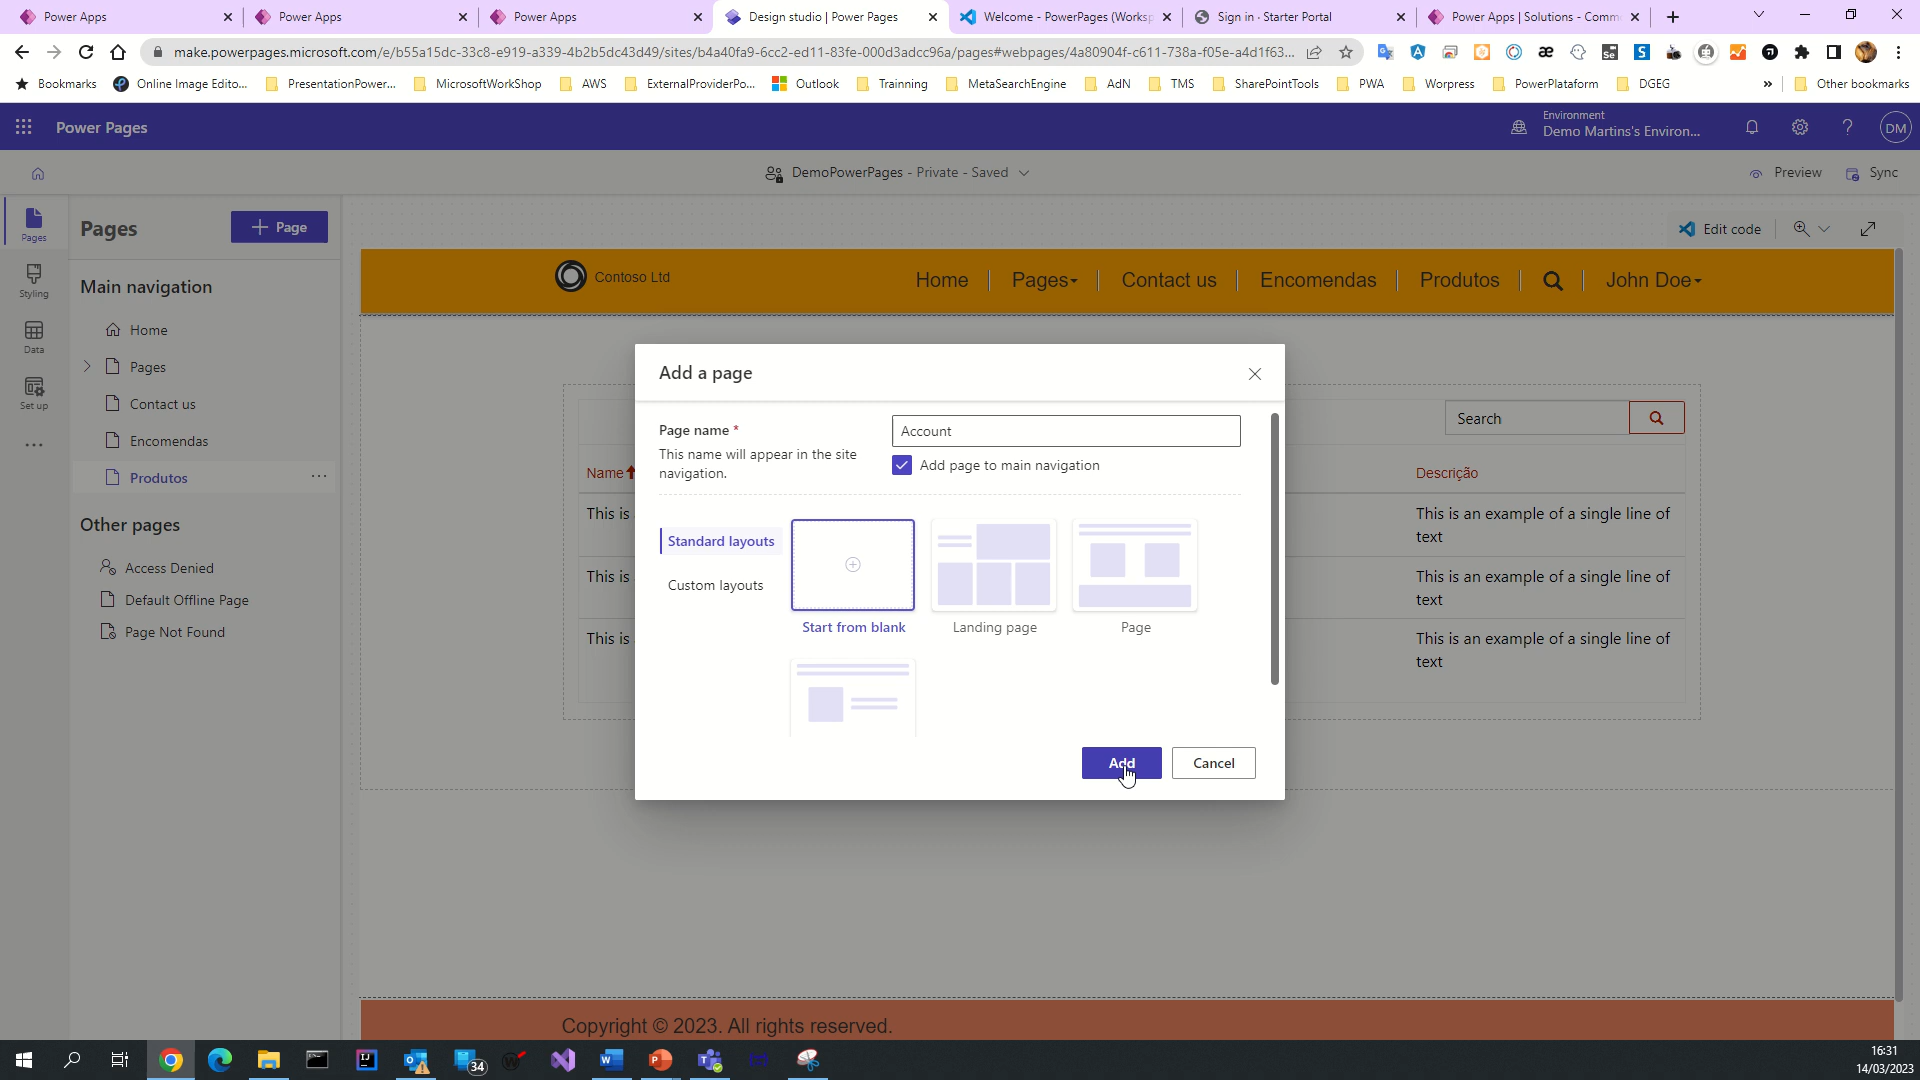 Power Apps
Power Apps
Power Apps
Design studio | Power Pages
Welcome - PowerPages (Worksp
Sign in · Starter Portal
Power Apps | Solutions - Comm
make.powerpages.microsoft.com/e/b55a15dc-33c8-e919-a339-4b2b5dc43d49/sites/b4a40fa9-6cc2-ed11-83fe-000d3adcc96a/pages#webpages/4a80904f-c611-738a-f05e-a4d1f63...
Bookmarks
Online Image Edito...
PresentationPower...
MicrosoftWorkShop
AWS
ExternalProviderPo...
Outlook
Trainning
MetaSearchEngine
AdN
TMS
SharePointTools
PWA
Worpress
PowerPlataform
DGEG
»
Other bookmarks
Power Pages
Environment
Demo Martins's Environ...
DM
DemoPowerPages - Private - Saved
Preview
Sync
Pages
Styling
Data
Set up
Pages
+ Page
Edit code
Main navigation
Home
Pages
Contact us
Encomendas
Produtos
Other pages
Access Denied
Default Offline Page
Page Not Found
Contoso Ltd
Home
Pages
Contact us
Encomendas
Produtos
John Doe
Search
Name
Descrição
This is
This is an example of a single line of
text
This is
This is an example of a single line of
text
This is
This is an example of a single line of
text
Add a page
Page name *
Account
This name will appear in the site
navigation.
Add page to main navigation
Standard layouts
Custom layouts
Start from blank
Landing page
Page
Add
Cancel
Copyright © 2023. All rights reserved.
34
16:31
14/03/2023